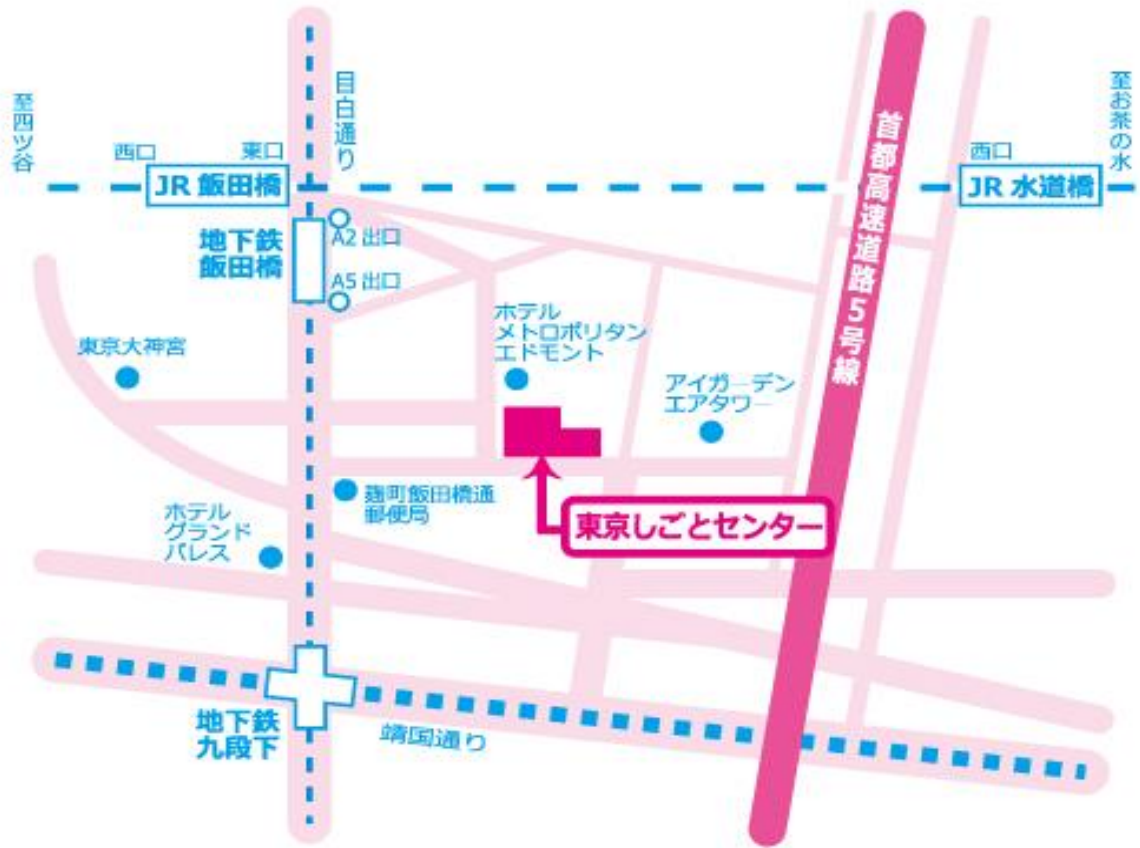 至四ツ谷
西口
東口
JR 飯田橋
目白通り
首都高速道路5号線
西口
JR 水道橋
至お茶の水
地下鉄
飯田橋
A2 出口
A5 出口
東京大神宮
ホテル
メトロポリタン
エドモント
アイガーデン
エアタワー
麹町飯田橋通
郵便局
東京しごとセンター
ホテル
グランド
パレス
地下鉄
九段下
靖国通り